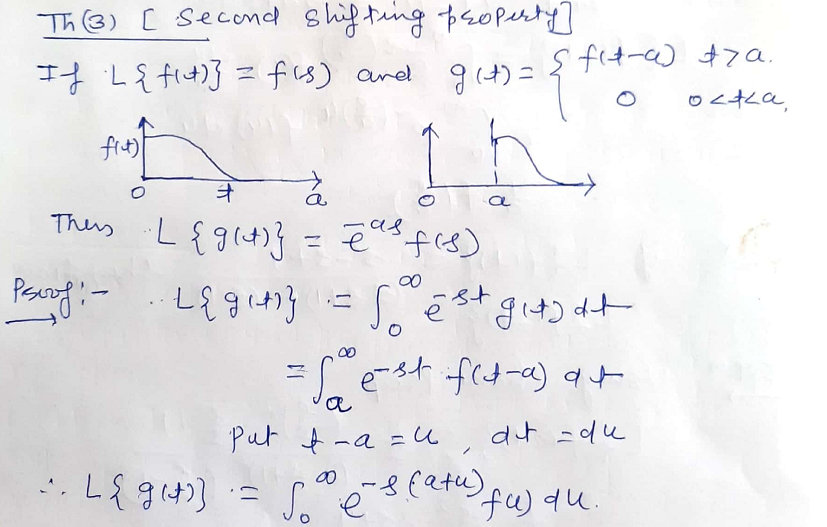 Th(3) [ Second shifting property]
If L{f(t)} = f(s) and g(t) = { f(t-a) t>a.
0 0<t<a,
f(t)
0 t a 0 a
Then L{g(t)} = e^-as f(s)
Proof:- L{g(t)} = ∫_0^∞ e^-st g(t) dt
= ∫_a^∞ e^-st f(t-a) dt
Put t-a = u, dt = du
∴ L{g(t)} = ∫_0^∞ e^-s(a+u) f(u) du.